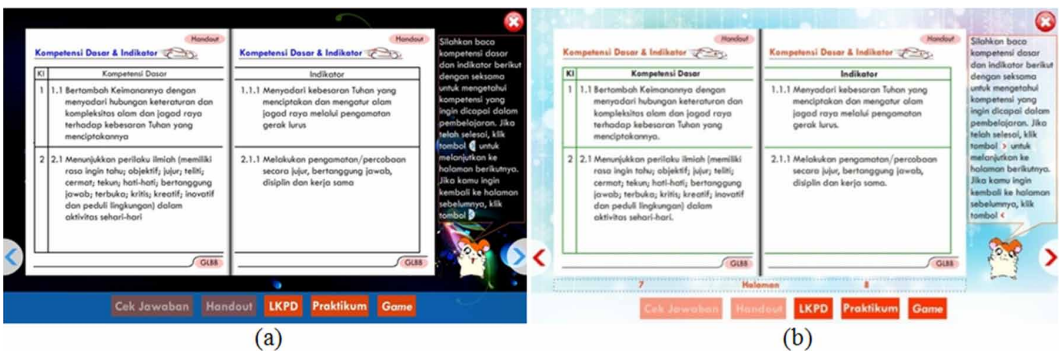 Handout
Kompetensi Dasar & Indikator
KI Kompetensi Dasar
1 1.1 Bertambah Keimanannya dengan
menyadari hubungan keteraturan dan
kompleksitas alam dan jagad raya
terhadap kebesaran Tuhan yang
menciptakannya
2 2.1 Menunjukkan perilaku ilmiah (memiliki
rasa ingin tahu; objektif; jujur; teliti;
cermat; tekun; hati-hati; bertanggung
jawab; terbuka; kritis; kreatif; inovatif
dan peduli lingkungan) dalam
aktivitas sehari-hari
GLBB
Handout
Kompetensi Dasar & Indikator
Indikator
1.1.1 Menyadari kebesaran Tuhan yang
menciptakan dan mengatur alam
jagad raya melalui pengamatan
gerak lurus
2.1.1 Melakukan pengamatan/percobaan
secara jujur, bertanggung jawab,
disiplin dan kerja sama
GLBB
Silahkan baca
kompetensi dasar
dan indikator berikut
dengan seksama
untuk mengetahui
kompetensi yang
ingin dicapai dalam
pembelajaran. Jika
telah selesai, klik
tombol untuk
melanjutkan ke
halaman berikutnya.
Jika kamu ingin
kembali ke halaman
sebelumnya, klik
tombol
Cek Jawaban Handout LKPD Praktikum Game
(a)
Handout
Kompetensi Dasar & Indikator
KI Kompetensi Dasar
1 1.1 Bertambah Keimanannya dengan
menyadari hubungan keteraturan dan
kompleksitas alam dan jagad raya
terhadap kebesaran Tuhan yang
menciptakannya.
2 2.1 Menunjukkan perilaku ilmiah (memiliki
rasa ingin tahu; objektif; jujur; teliti;
cermat; tekun; hati-hati; bertanggung
jawab; terbuka; kritis; kreatif; inovatif
dan peduli lingkungan) dalam
aktivitas sehari-hari.
GLBB
Handout
Kompetensi Dasar & Indikator
Indikator
1.1.1 Menyadari kebesaran Tuhan yang
menciptakan dan mengatur alam
jagad raya melalui pengamatan
gerak lurus.
2.1.1 Melakukan pengamatan/percobaan
secara jujur, bertanggung jawab,
disiplin dan kerja sama.
GLBB
Silahkan baca
kompetensi dasar
dan indikator berikut
dengan seksama
untuk mengetahui
kompetensi yang
ingin dicapai dalam
pembelajaran. Jika
telah selesai, klik
tombol > untuk
melanjutkan ke
halaman berikutnya.
Jika kamu ingin
kembali ke halaman
sebelumnya, klik
tombol <
7 Halaman 8
Cek Jawaban Handout LKPD Praktikum Game
(b)